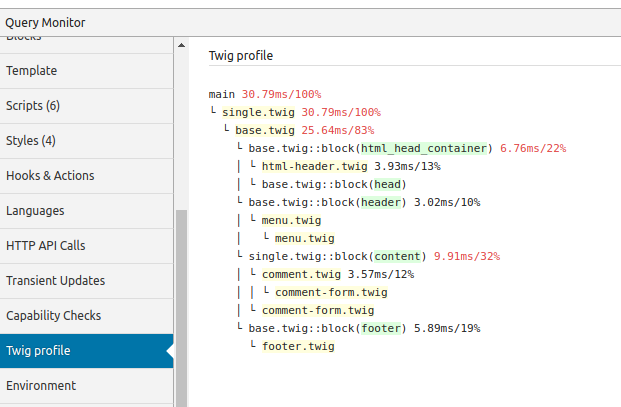 Query Monitor
Blocks
Template
Scripts (6)
Styles (4)
Hooks & Actions
Languages
HTTP API Calls
Transient Updates
Capability Checks
Twig profile
Environment
Twig profile
main 30.79ms/100%
└ single.twig 30.79ms/100%
└ base.twig 25.64ms/83%
└ base.twig::block(html_head_container) 6.76ms/22%
│ └ html-header.twig 3.93ms/13%
│ └ base.twig::block(head)
└ base.twig::block(header) 3.02ms/10%
│ └ menu.twig
│ └ menu.twig
└ single.twig::block(content) 9.91ms/32%
│ └ comment.twig 3.57ms/12%
│ │ └ comment-form.twig
│ └ comment-form.twig
└ base.twig::block(footer) 5.89ms/19%
└ footer.twig